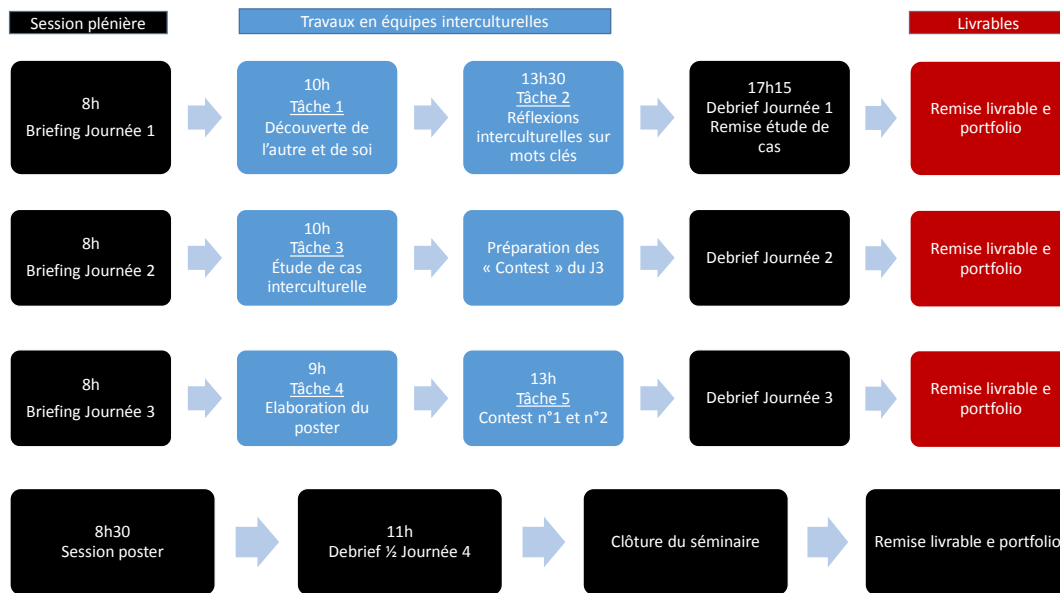 Session plénière
Travaux en équipes interculturelles
Livrables
8h
Briefing Journée 1
10h
Tâche 1
Découverte de
l'autre et de soi
13h30
Tâche 2
Réflexions
interculturelles sur
mots clés
17h15
Debrief Journée 1
Remise étude de
cas
Remise livrable e
portfolio
8h
Briefing Journée 2
10h
Tâche 3
Étude de cas
interculturelle
Préparation des
« Contest » du J3
Debrief Journée 2
Remise livrable e
portfolio
8h
Briefing Journée 3
9h
Tâche 4
Elaboration du
poster
13h
Tâche 5
Contest n°1 et n°2
Debrief Journée 3
Remise livrable e
portfolio
8h30
Session poster
11h
Debrief ½ Journée 4
Clôture du séminaire
Remise livrable e portfolio